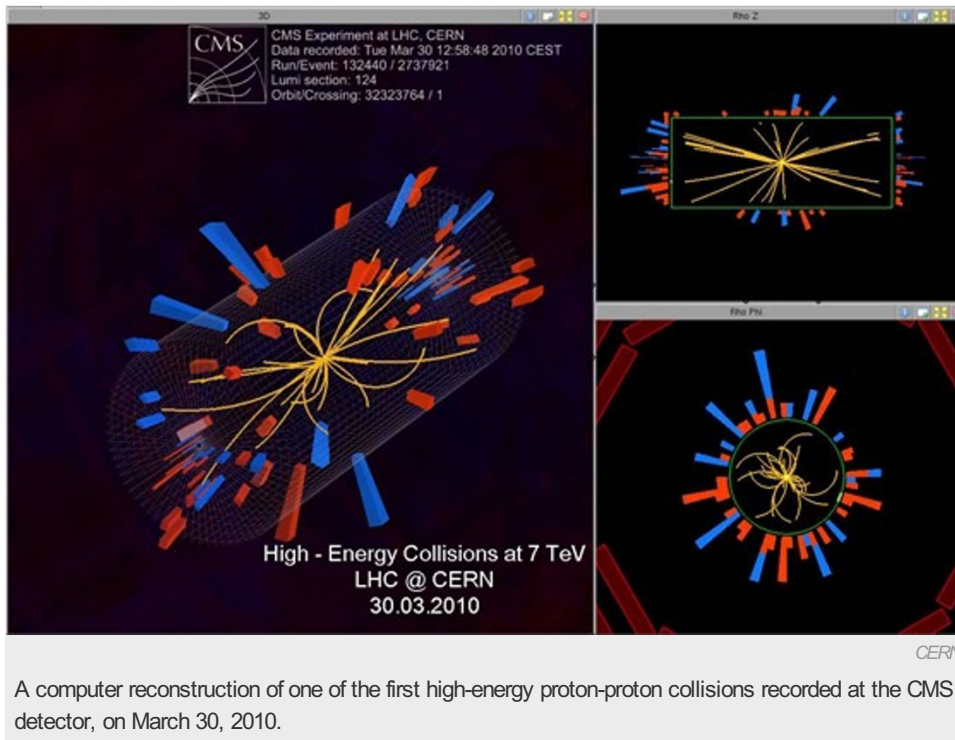 3D
Rho Z
CMS
CMS Experiment at LHC, CERN
Data recorded: Tue Mar 30 12:58:48 2010 CEST
Run/Event: 132440 / 2737921
Lumi section: 124
Orbit/Crossing: 32323764 / 1
Rho Phi
High - Energy Collisions at 7 TeV
LHC @ CERN
30.03.2010
CERN
A computer reconstruction of one of the first high-energy proton-proton collisions recorded at the CMS
detector, on March 30, 2010.